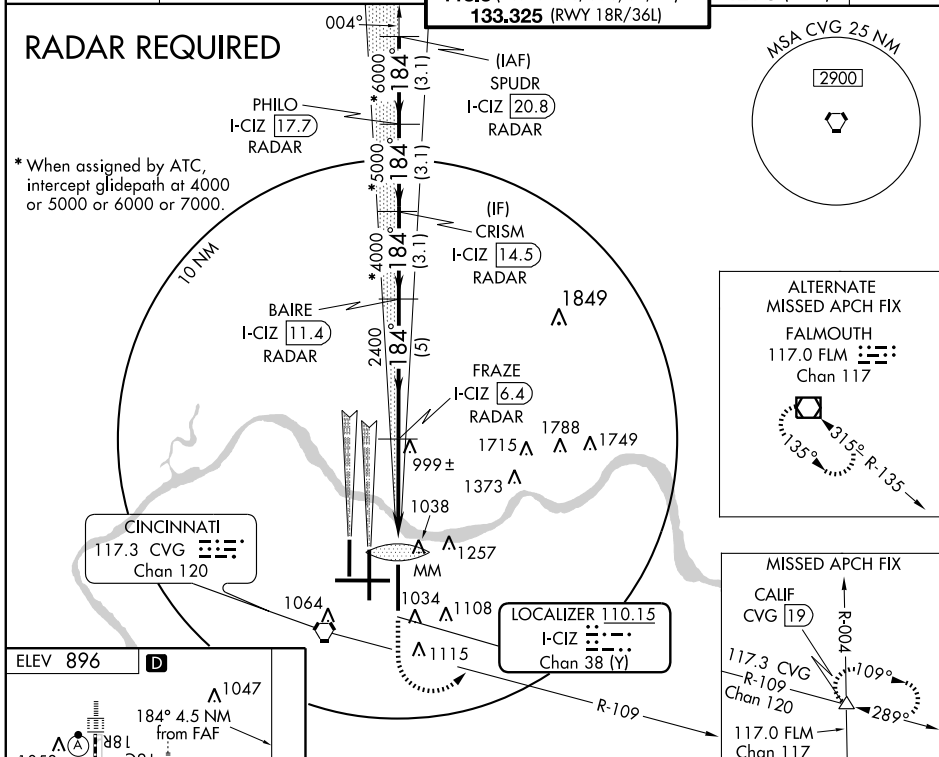 133.325 (RWY 18R/36L)
RADAR REQUIRED
004°
*6000
184°
(3.1)
(IAF)
SPUDR
I-CIZ 20.8
RADAR
MSA CVG 25 NM
2900
PHILO
I-CIZ 17.7
RADAR
*5000
184°
(3.1)
* When assigned by ATC,
intercept glidepath at 4000
or 5000 or 6000 or 7000.
(IF)
CRISM
I-CIZ 14.5
RADAR
*4000
184°
(3.1)
10 NM
BAIRE
I-CIZ 11.4
RADAR
2400
184°
(5)
1849
ALTERNATE
MISSED APCH FIX
FALMOUTH
117.0 FLM
Chan 117
315°
R-135
135°
FRAZE
I-CIZ 6.4
RADAR
999 ±
1715
1788
1749
1373
1038
1257
MM
CINCINNATI
117.3 CVG
Chan 120
1064
1034
1108
1115
LOCALIZER 110.15
I-CIZ
Chan 38 (Y)
R-109
MISSED APCH FIX
CALIF
CVG 19
R-004
109°
289°
117.3 CVG
R-109
Chan 120
117.0 FLM
Chan 117
ELEV 896
D
1047
184° 4.5 NM
from FAF
A
18R